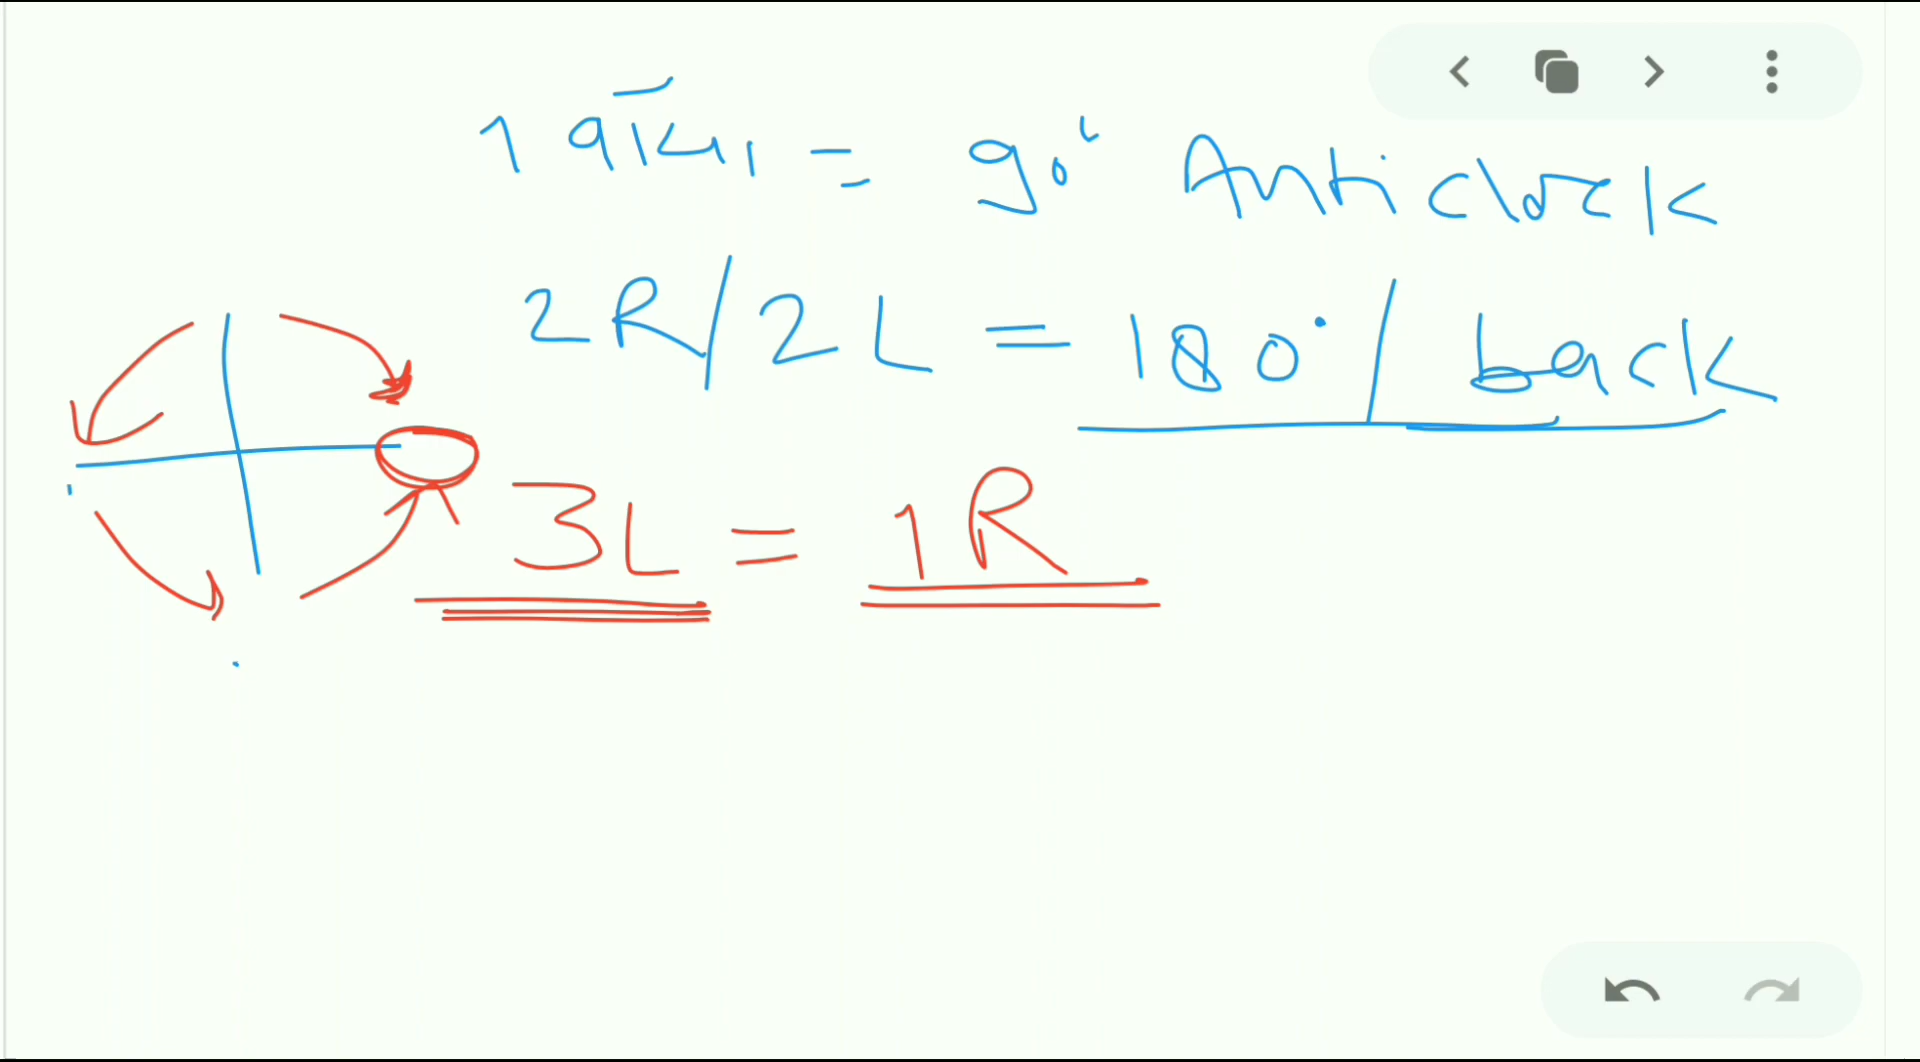 1 = 90° Anticlock
2R/2L = 180°/back
3L = 1R